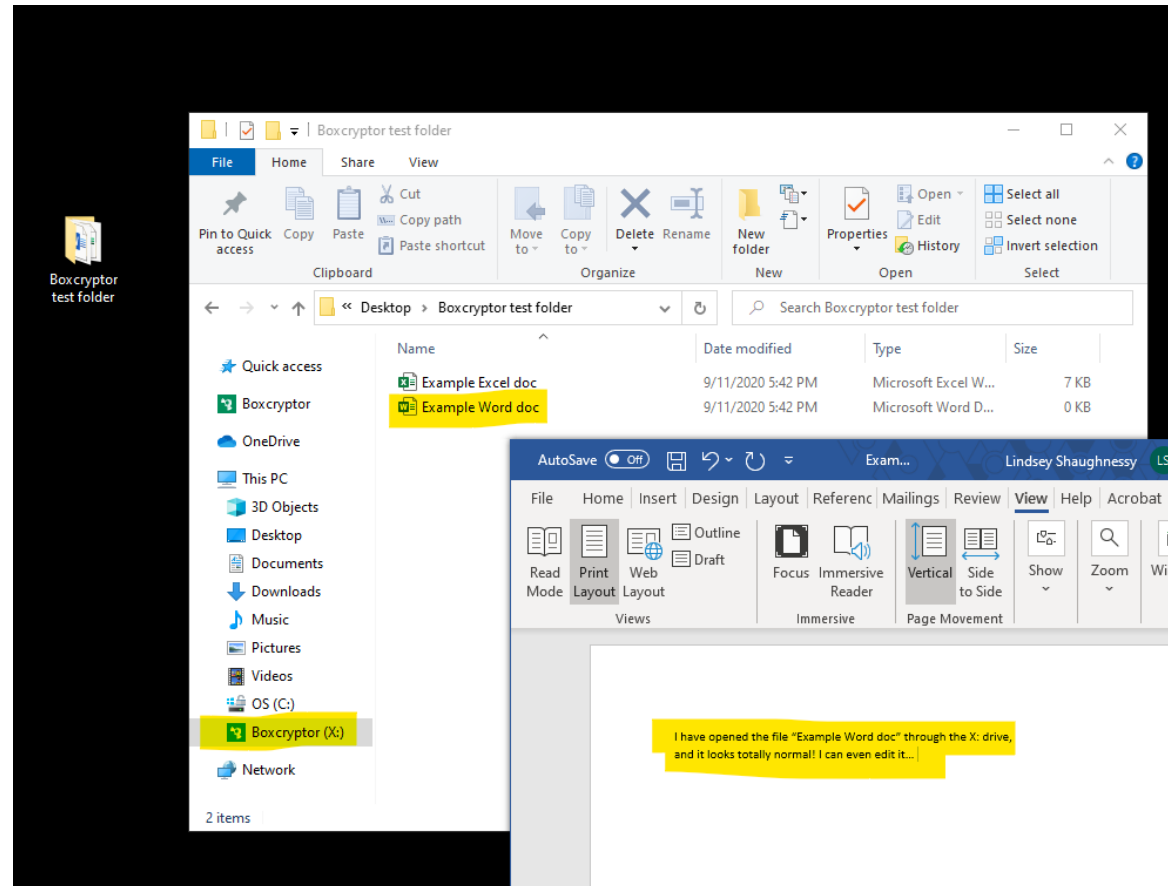 Boxcryptor
test folder
Boxcryptor test folder
File Home Share View
Pin to Quick
access
Copy
Paste
Cut
Copy path
Paste shortcut
Clipboard
Move
to
Copy
to
Delete
Rename
Organize
New
folder
New
Properties
Open
Edit
History
Open
Select all
Select none
Invert selection
Select
« Desktop › Boxcryptor test folder
Search Boxcryptor test folder
Name Date modified Type Size
Quick access
Boxcryptor
OneDrive
This PC
3D Objects
Desktop
Documents
Downloads
Music
Pictures
Videos
OS (C:)
Boxcryptor (X:)
Network
Example Excel doc 9/11/2020 5:42 PM Microsoft Excel W... 7 KB
Example Word doc 9/11/2020 5:42 PM Microsoft Word D... 0 KB
2 items
AutoSave Off Exam... Lindsey Shaughnessy LS
File Home Insert Design Layout Referenc Mailings Review View Help Acrobat
Read
Mode
Print
Layout
Web
Layout
Outline
Draft
Views
Focus
Immersive
Reader
Immersive
Vertical
Side
to Side
Page Movement
Show
Zoom
Wi
I have opened the file “Example Word doc” through the X: drive,
and it looks totally normal! I can even edit it...